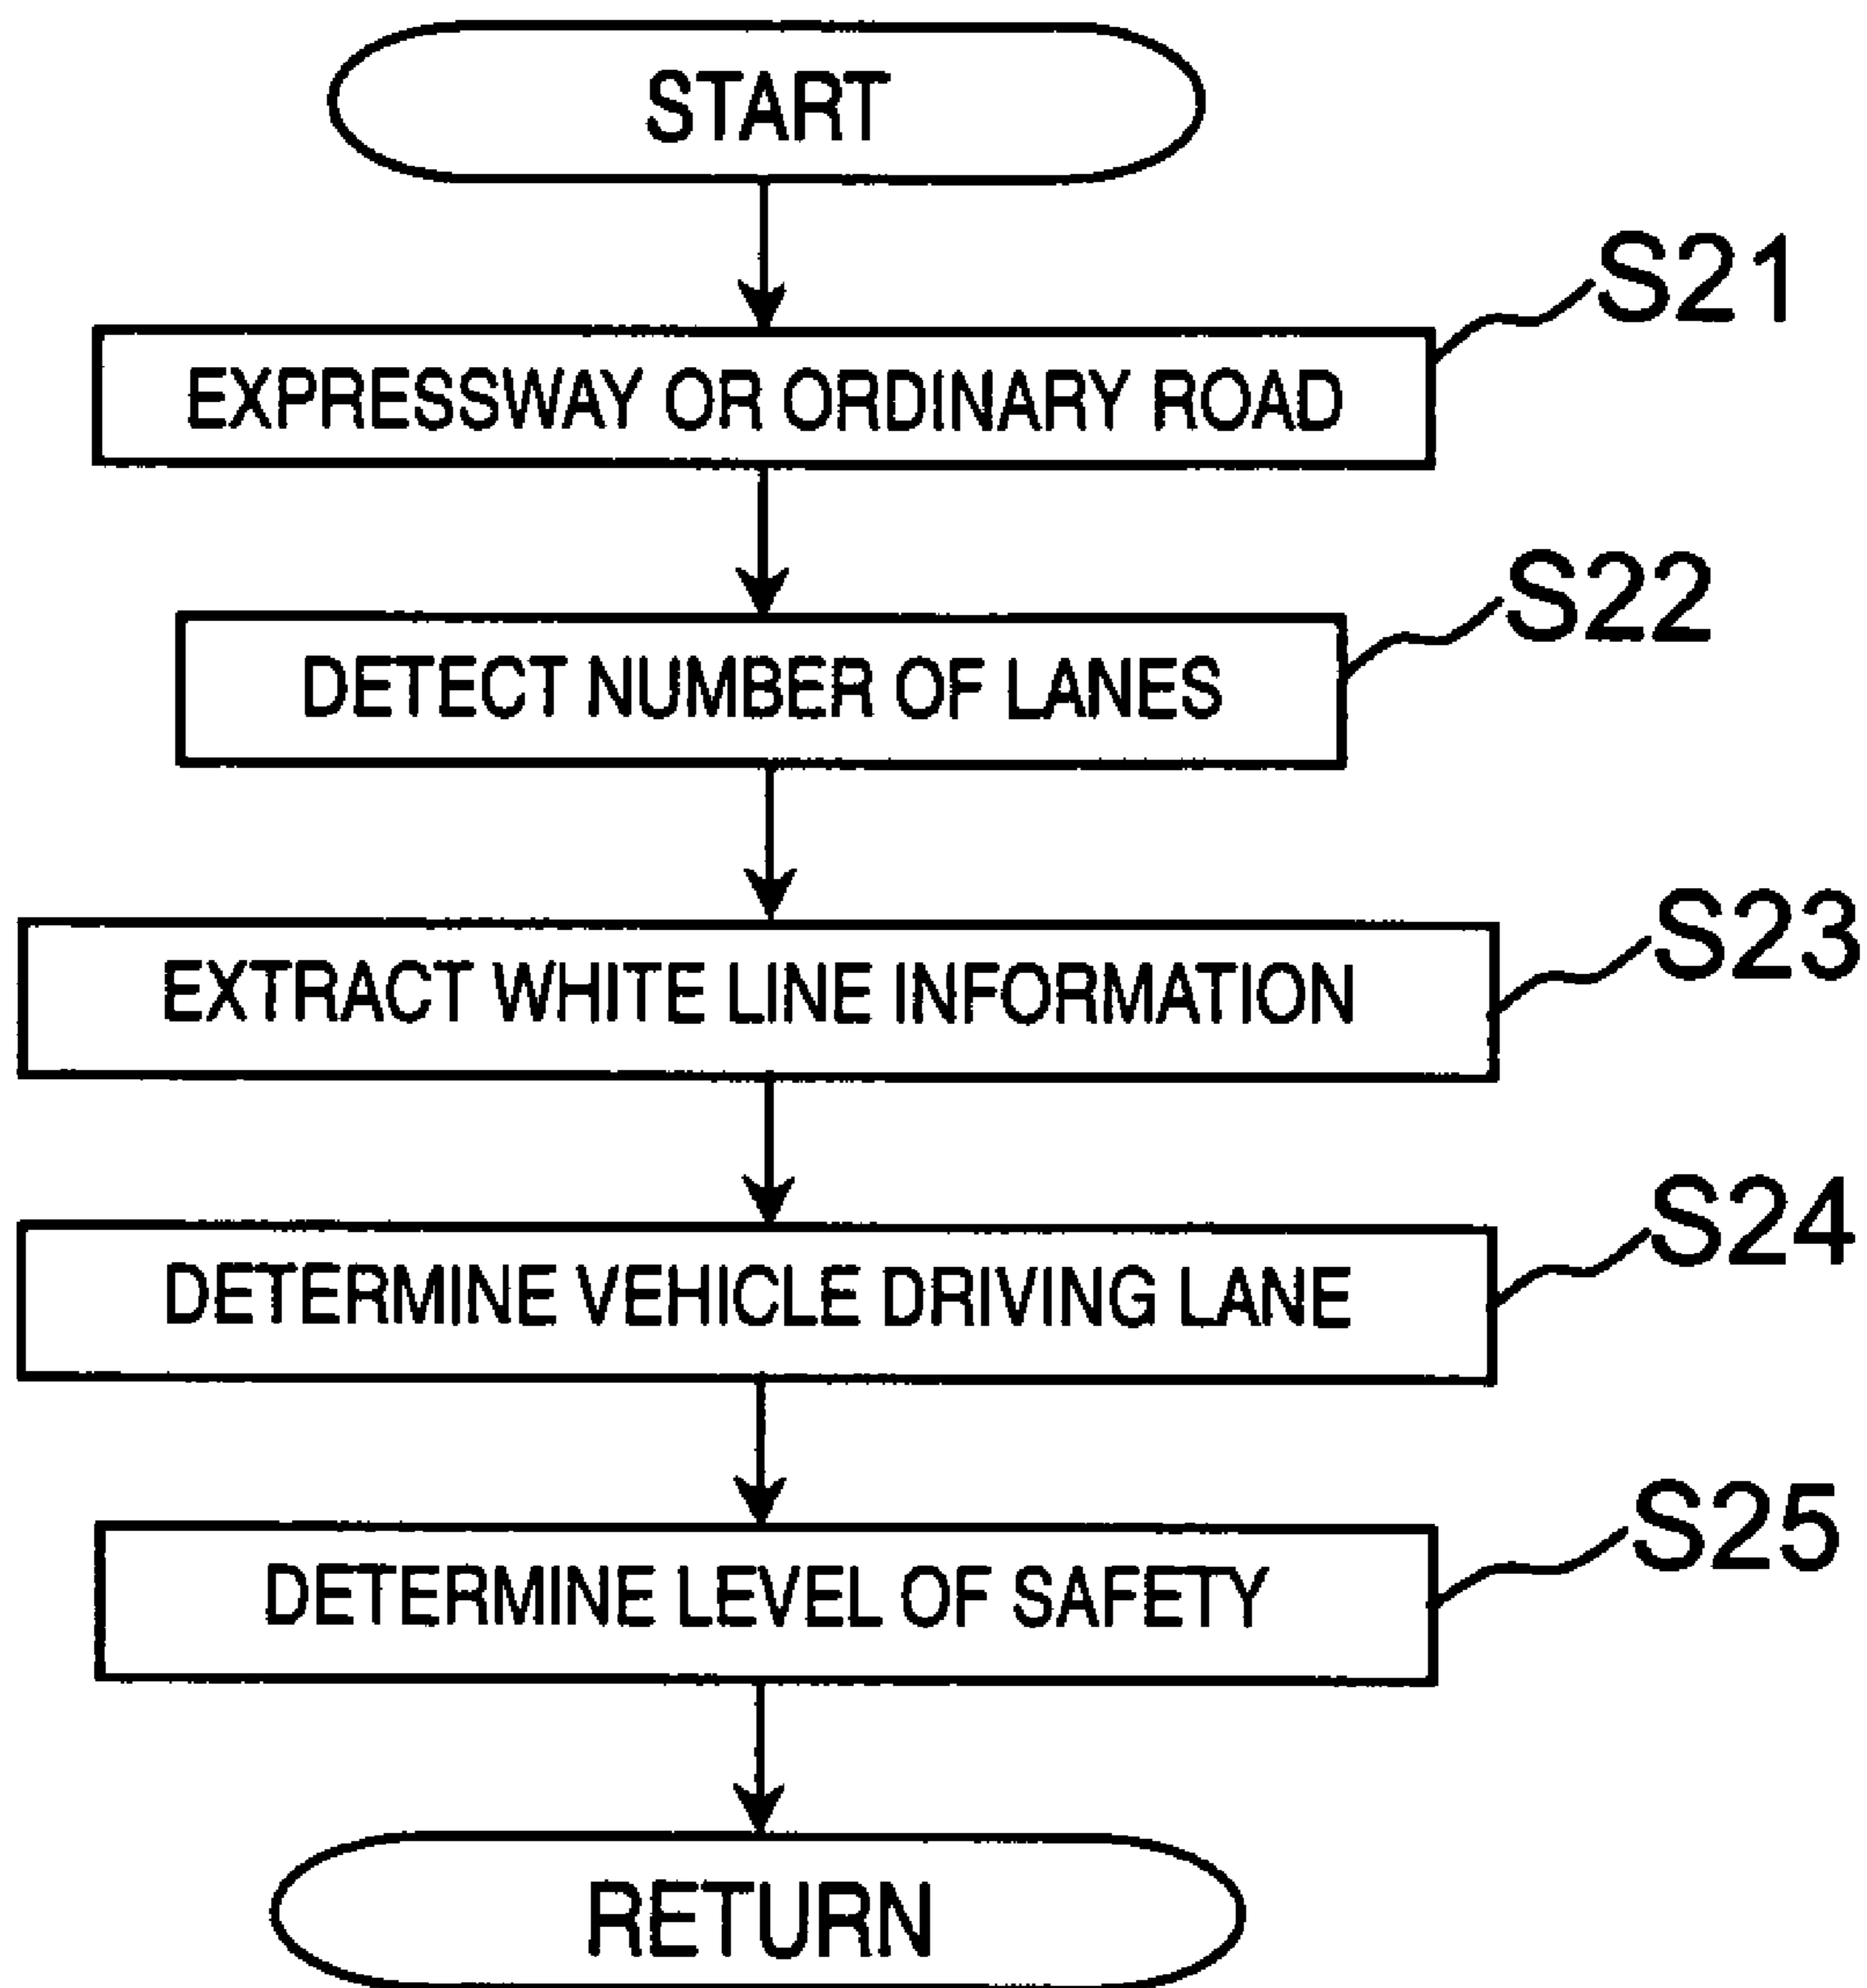 START
S21
EXPRESSWAY OR ORDINARY ROAD
S22
DETECT NUMBER OF LANES
S23
EXTRACT WHITE LINE INFORMATION
S24
DETERMINE VEHICLE DRIVING LANE
S25
DETERMINE LEVEL OF SAFETY
RETURN